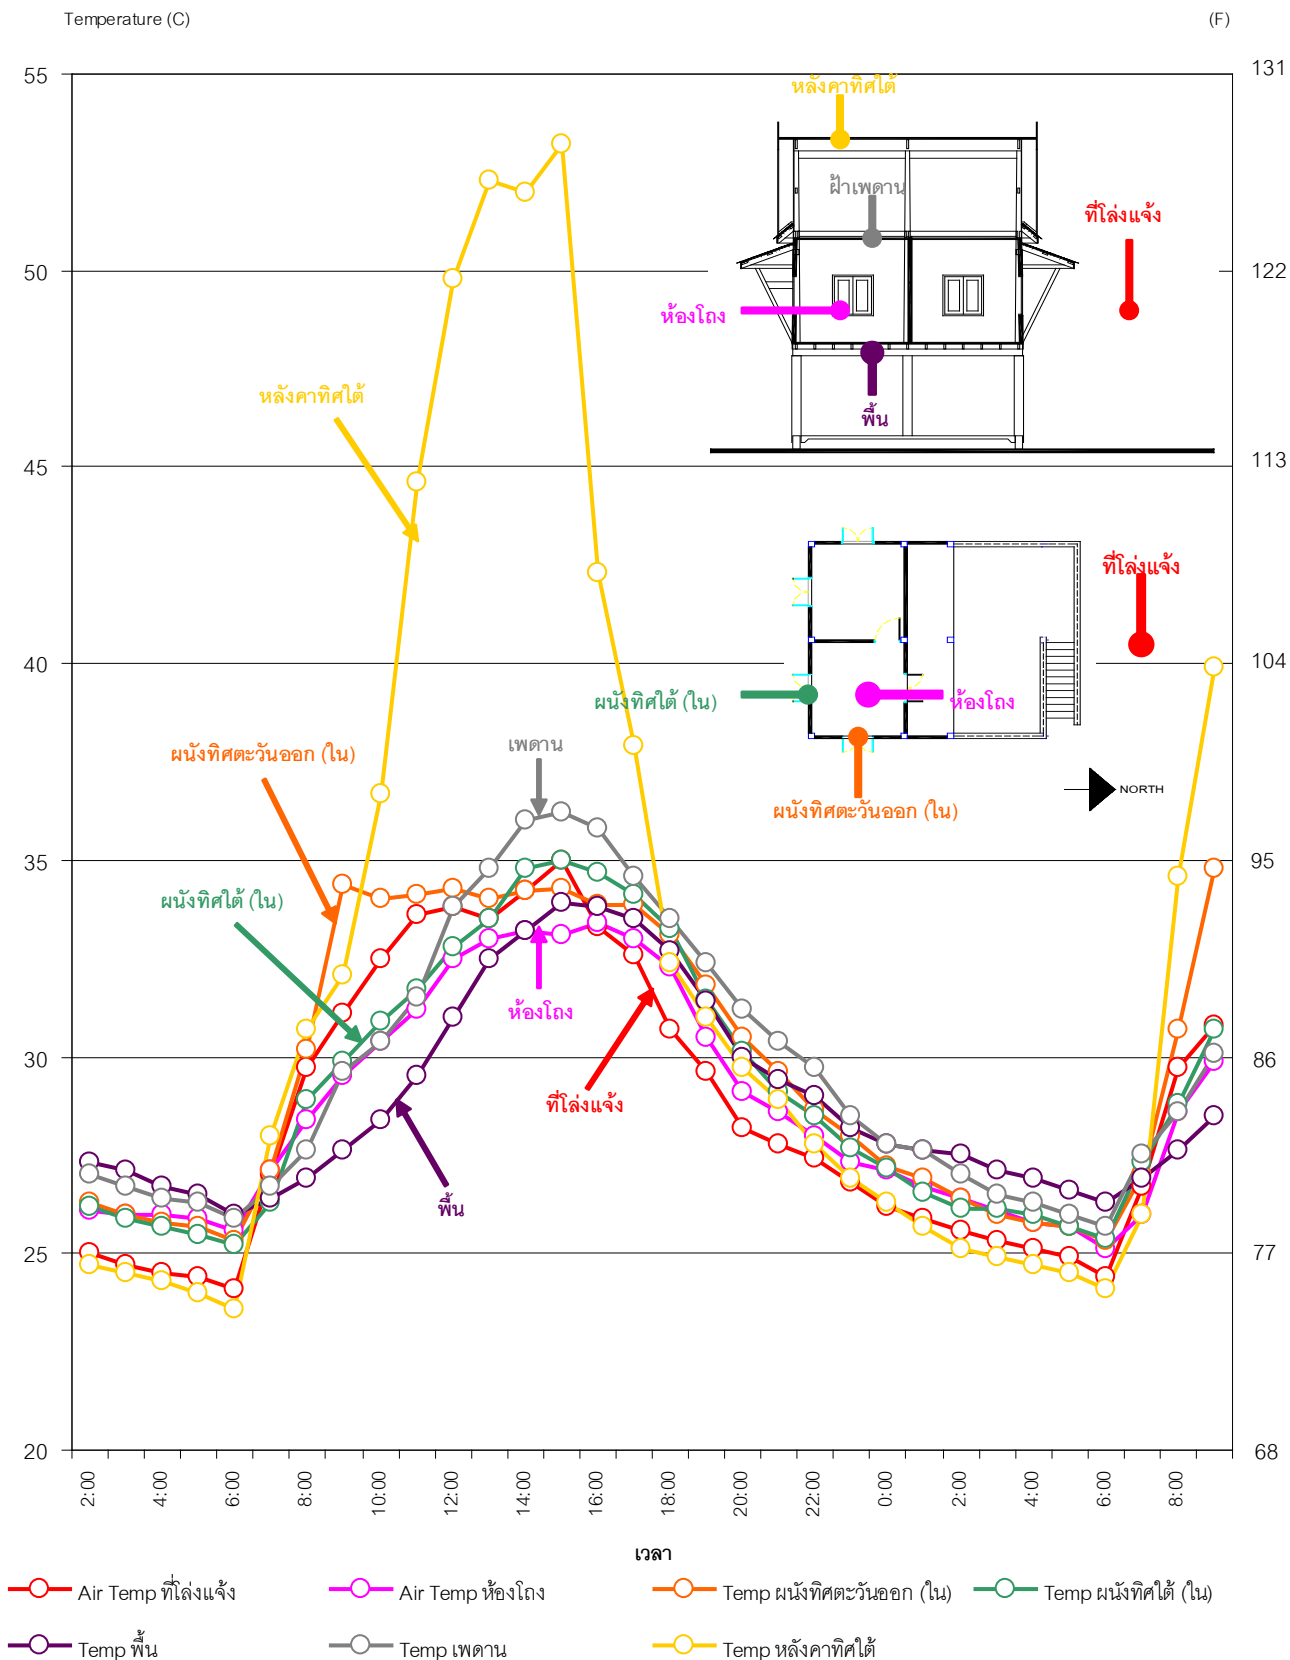 Temperature (C)
(F)
55
131
50
122
45
113
40
104
35
95
30
86
25
77
20
68
หลังคาทิศใต้
ฝ้าเพดาน
ที่โล่งแจ้ง
ห้องโถง
พื้น
หลังคาทิศใต้
ที่โล่งแจ้ง
ผนังทิศใต้ (ใน)
ห้องโถง
ผนังทิศตะวันออก (ใน)
NORTH
เพดาน
ผนังทิศตะวันออก (ใน)
ผนังทิศใต้ (ใน)
ห้องโถง
ที่โล่งแจ้ง
พื้น
2:00
4:00
6:00
8:00
10:00
12:00
14:00
16:00
18:00
20:00
22:00
0:00
2:00
4:00
6:00
8:00
เวลา
Air Temp ที่โล่งแจ้ง
Air Temp ห้องโถง
Temp ผนังทิศตะวันออก (ใน)
Temp ผนังทิศใต้ (ใน)
Temp พื้น
Temp เพดาน
Temp หลังคาทิศใต้